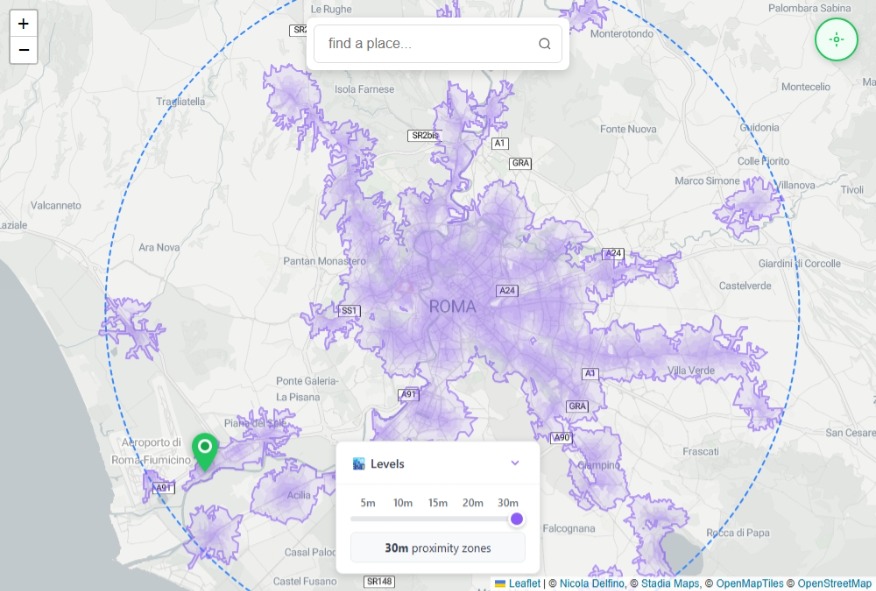 +
−
Le Rughe
Palombara Sabina
SR2
find a place...
Monterotondo
Isola Farnese
Montecelio
Tragliatella
SR2bis
A1
GRA
Fonte Nuova
Guidonia
Colle Fiorito
Marco Simone
Villanova
Tivoli
Valcanneto
Ara Nova
Pantan Monastero
A24
Giardini di Corcolle
Castelverde
A24
ROMA
SS1
A1
Villa Verde
Ponte Galeria-
La Pisana
A91
GRA
Piana del Sole
A90
San Cesare
Aeroporto di
Roma-Fiumicino
Frascati
Ciampino
Levels
A91
Acilia
5m 10m 15m 20m 30m
Falcognana
Rocca di Papa
30m proximity zones
Casal Paloc
Castel Fusano
SR148
Leaflet | © Nicola Delfino, © Stadia Maps, © OpenMapTiles © OpenStreetMap